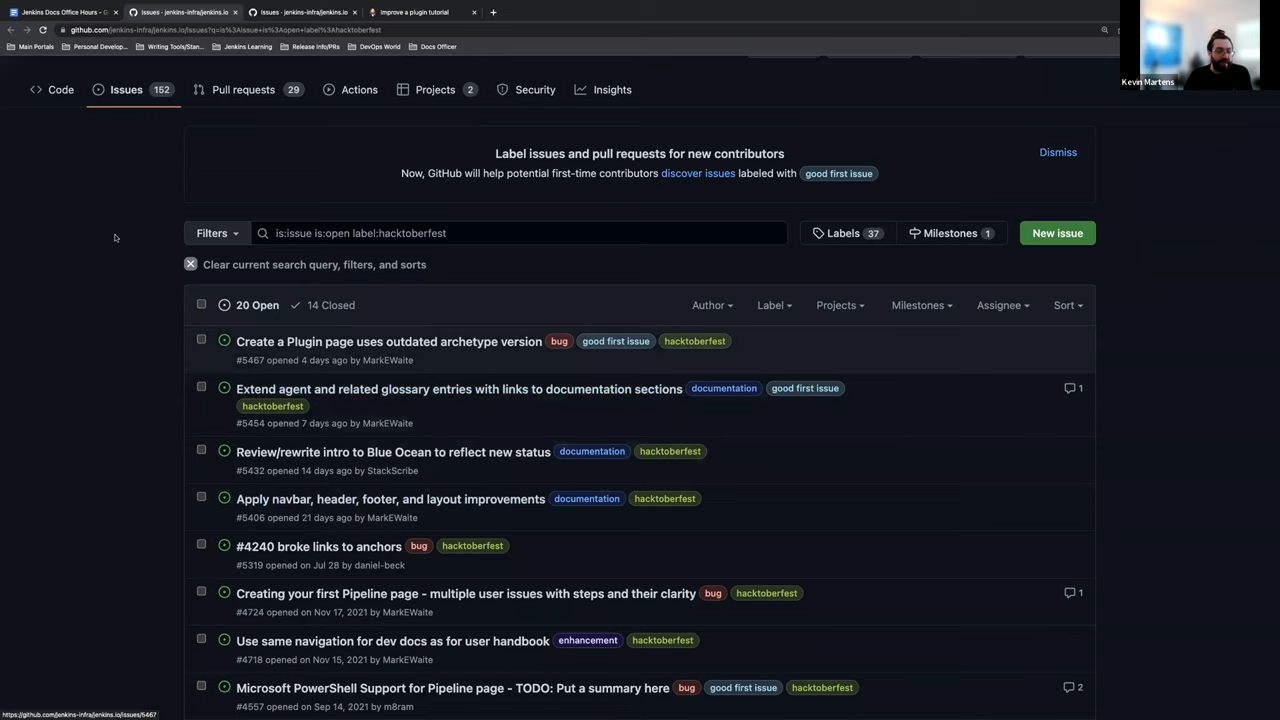 Jenkins Docs Office Hours - G
Issues · jenkins-infra/jenkins.io
Issues · jenkins-infra/jenkins.io
Improve a plugin tutorial
github.com/jenkins-infra/jenkins.io/issues?q=is%3Aissue+is%3Aopen+label%3Ahacktoberfest
Main Portals
Personal Develop...
Writing Tools/Stan...
Jenkins Learning
Release Info/PRs
DevOps World
Docs Officer
Kevin Martens
Code
Issues 152
Pull requests 29
Actions
Projects 2
Security
Insights
Label issues and pull requests for new contributors
Dismiss
Now, GitHub will help potential first-time contributors discover issues labeled with good first issue
Filters
is:issue is:open label:hacktoberfest
Labels 37
Milestones 1
New issue
Clear current search query, filters, and sorts
20 Open
14 Closed
Author
Label
Projects
Milestones
Assignee
Sort
Create a Plugin page uses outdated archetype version bug good first issue hacktoberfest
#5467 opened 4 days ago by MarkEWaite
Extend agent and related glossary entries with links to documentation sections documentation good first issue
1
hacktoberfest
#5454 opened 7 days ago by MarkEWaite
Review/rewrite intro to Blue Ocean to reflect new status documentation hacktoberfest
#5432 opened 14 days ago by StackScribe
Apply navbar, header, footer, and layout improvements documentation hacktoberfest
#5406 opened 21 days ago by MarkEWaite
#4240 broke links to anchors bug hacktoberfest
#5319 opened on Jul 28 by daniel-beck
Creating your first Pipeline page - multiple user issues with steps and their clarity bug hacktoberfest
1
#4724 opened on Nov 17, 2021 by MarkEWaite
Use same navigation for dev docs as for user handbook enhancement hacktoberfest
#4718 opened on Nov 15, 2021 by MarkEWaite
Microsoft PowerShell Support for Pipeline page - TODO: Put a summary here bug good first issue hacktoberfest
2
#4557 opened on Sep 14, 2021 by m8ram
https://github.com/jenkins-infra/jenkins.io/issues/5467